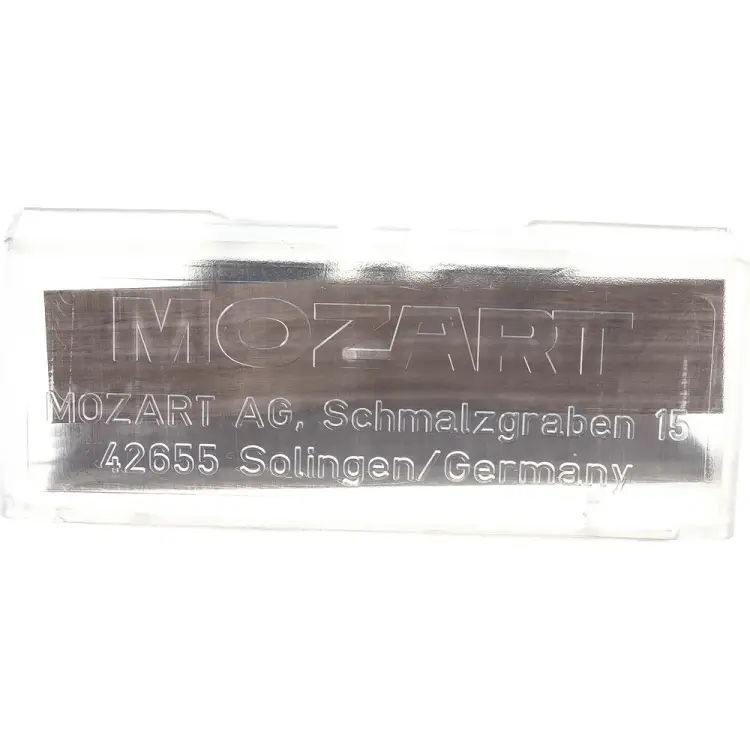 MOZART
MOZART AG, Schmalzgraben 15
42655 Solingen/Germany